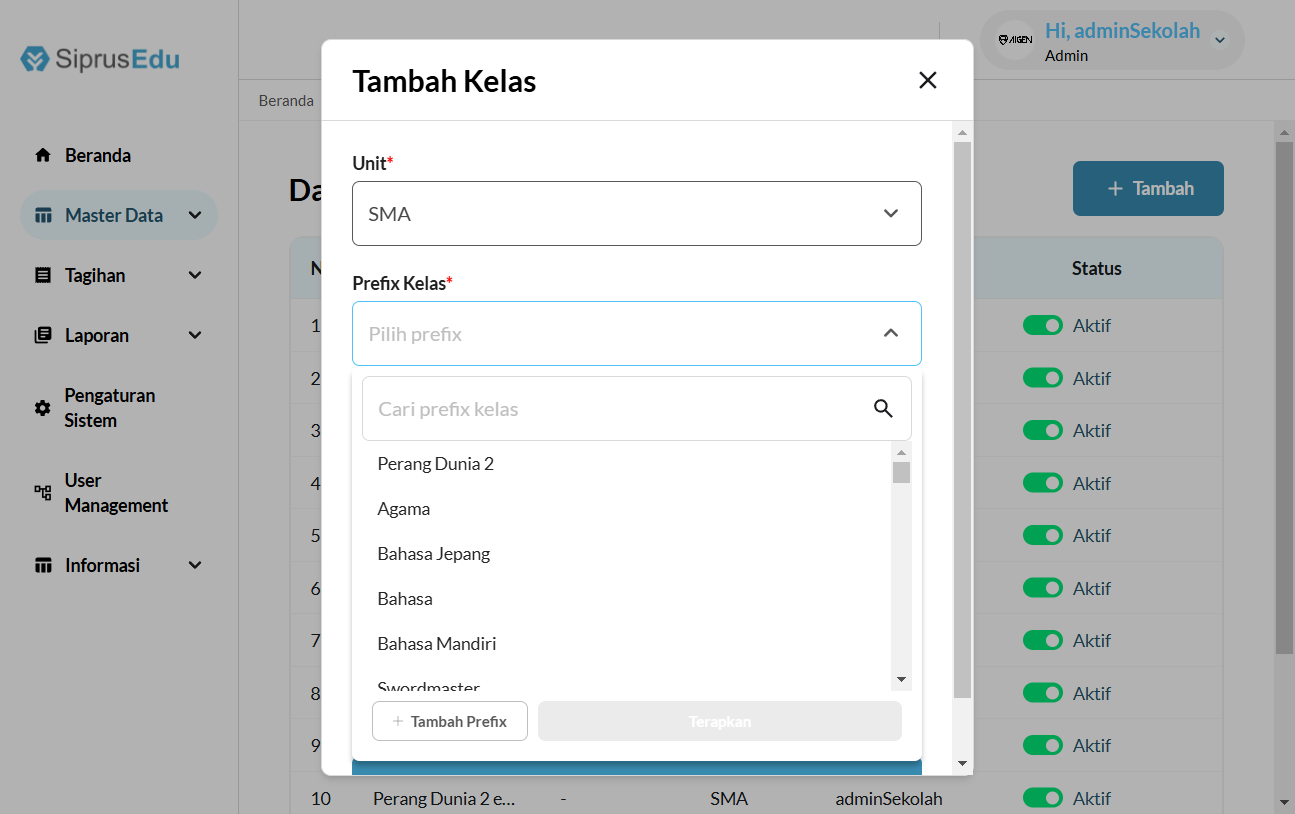 SiprusEdu
AIGEN
Hi, adminSekolah
Admin
Beranda
Beranda
Master Data
Tagihan
Laporan
Pengaturan
Sistem
User
Management
Informasi
Tambah Kelas
Unit*
SMA
Prefix Kelas*
Pilih prefix
Cari prefix kelas
Perang Dunia 2
Agama
Bahasa Jepang
Bahasa
Bahasa Mandiri
Swordmaster
+ Tambah Prefix
Terapkan
+ Tambah
Status
1 Aktif
2 Aktif
3 Aktif
4 Aktif
5 Aktif
6 Aktif
7 Aktif
8 Aktif
9 Aktif
10 Perang Dunia 2 e... - SMA adminSekolah Aktif